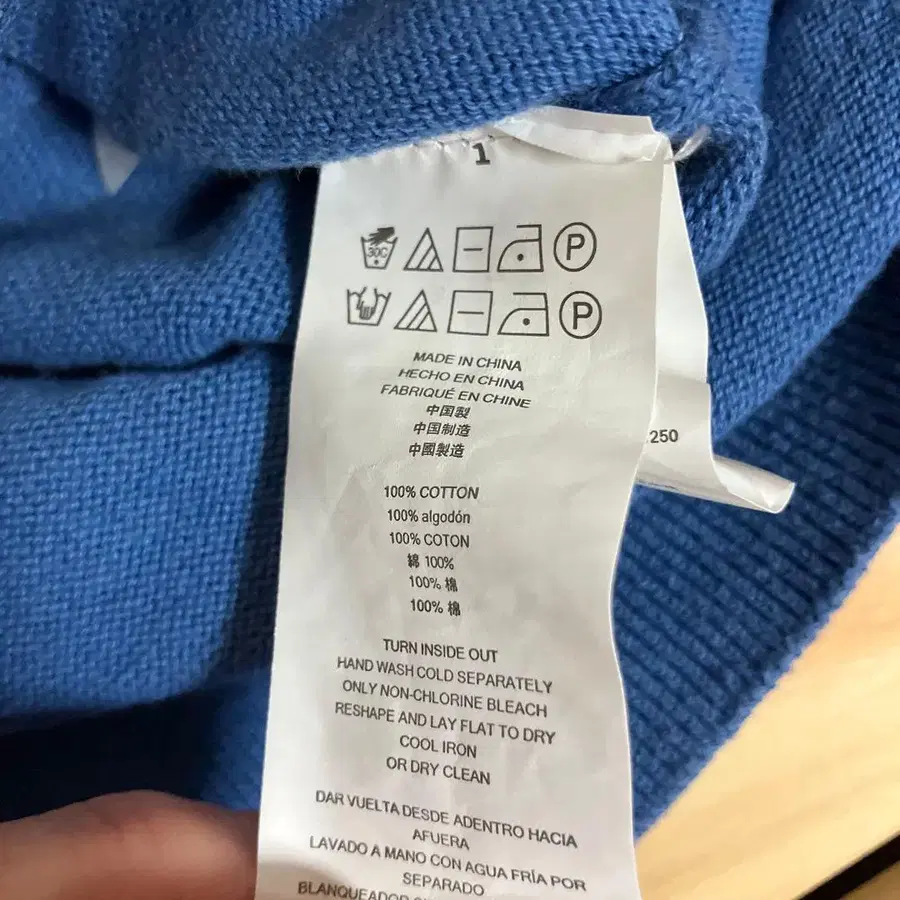 1
30C P
P
MADE IN CHINA
HECHO EN CHINA
FABRIQUÉ EN CHINE
中国製
中国制造
中國製造
250
100% COTTON
100% algodón
100% COTON
綿 100%
100% 棉
100% 棉
TURN INSIDE OUT
HAND WASH COLD SEPARATELY
ONLY NON-CHLORINE BLEACH
RESHAPE AND LAY FLAT TO DRY
COOL IRON
OR DRY CLEAN
DAR VUELTA DESDE ADENTRO HACIA
AFUERA
LAVADO A MANO CON AGUA FRÍA POR
SEPARADO
BLANQUEADOR